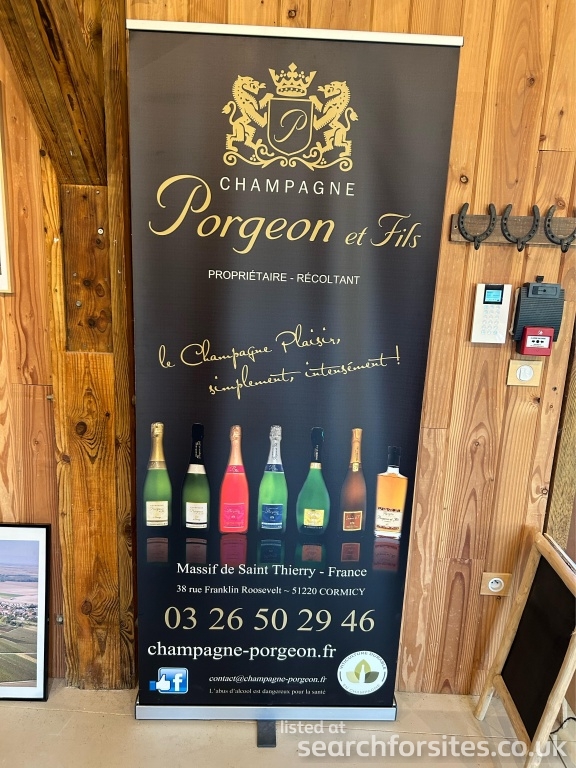 P
CHAMPAGNE
Porgeon et Fils
PROPRIÉTAIRE - RÉCOLTANT
le Champagne Plaisir,
simplement, intensément !
Massif de Saint Thierry - France
38 rue Franklin Roosevelt ~ 51220 CORMICY
03 26 50 29 46
champagne-porgeon.fr
f
contact@champagne-porgeon.fr
L'abus d'alcool est dangereux pour la santé
listed at
searchforsites.co.uk